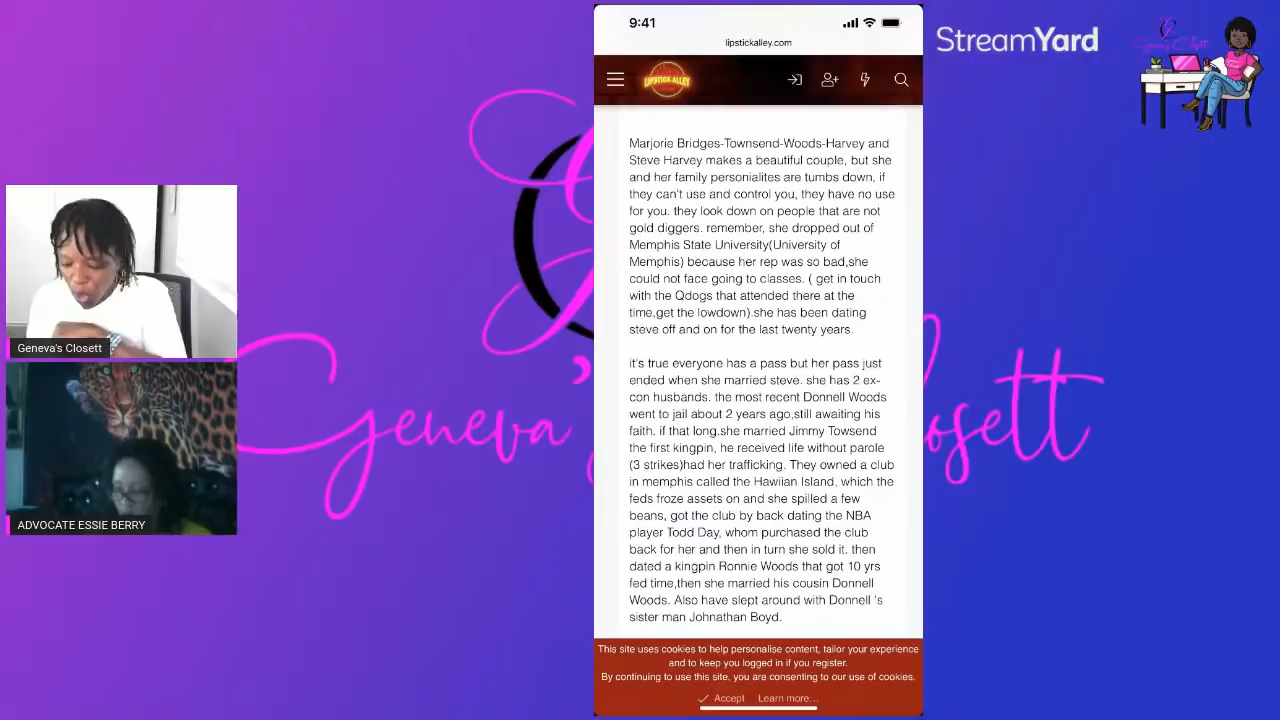 9:41
lipstickalley.com
LIPSTICK ALLEY
StreamYard
Marjorie Bridges-Townsend-Woods-Harvey and
Steve Harvey makes a beautiful couple, but she
and her family personialites are tumbs down, if
they can't use and control you, they have no use
for you. they look down on people that are not
gold diggers. remember, she dropped out of
Memphis State University(University of
Memphis) because her rep was so bad,she
could not face going to classes. ( get in touch
with the Qdogs that attended there at the
time,get the lowdown).she has been dating
steve off and on for the last twenty years.
it's true everyone has a pass but her pass just
ended when she married steve. she has 2 ex-
con husbands. the most recent Donnell Woods
went to jail about 2 years ago,still awaiting his
faith. if that long.she married Jimmy Towsend
the first kingpin, he received life without parole
(3 strikes)had her trafficking. They owned a club
in memphis called the Hawiian Island, which the
feds froze assets on and she spilled a few
beans, got the club by back dating the NBA
player Todd Day, whom purchased the club
back for her and then in turn she sold it. then
dated a kingpin Ronnie Woods that got 10 yrs
fed time,then she married his cousin Donnell
Woods. Also have slept around with Donnell 's
sister man Johnathan Boyd.
This site uses cookies to help personalise content, tailor your experience
and to keep you logged in if you register.
By continuing to use this site, you are consenting to our use of cookies.
Accept Learn more...
Geneva's Closett
ADVOCATE ESSIE BERRY
Geneva's Closett